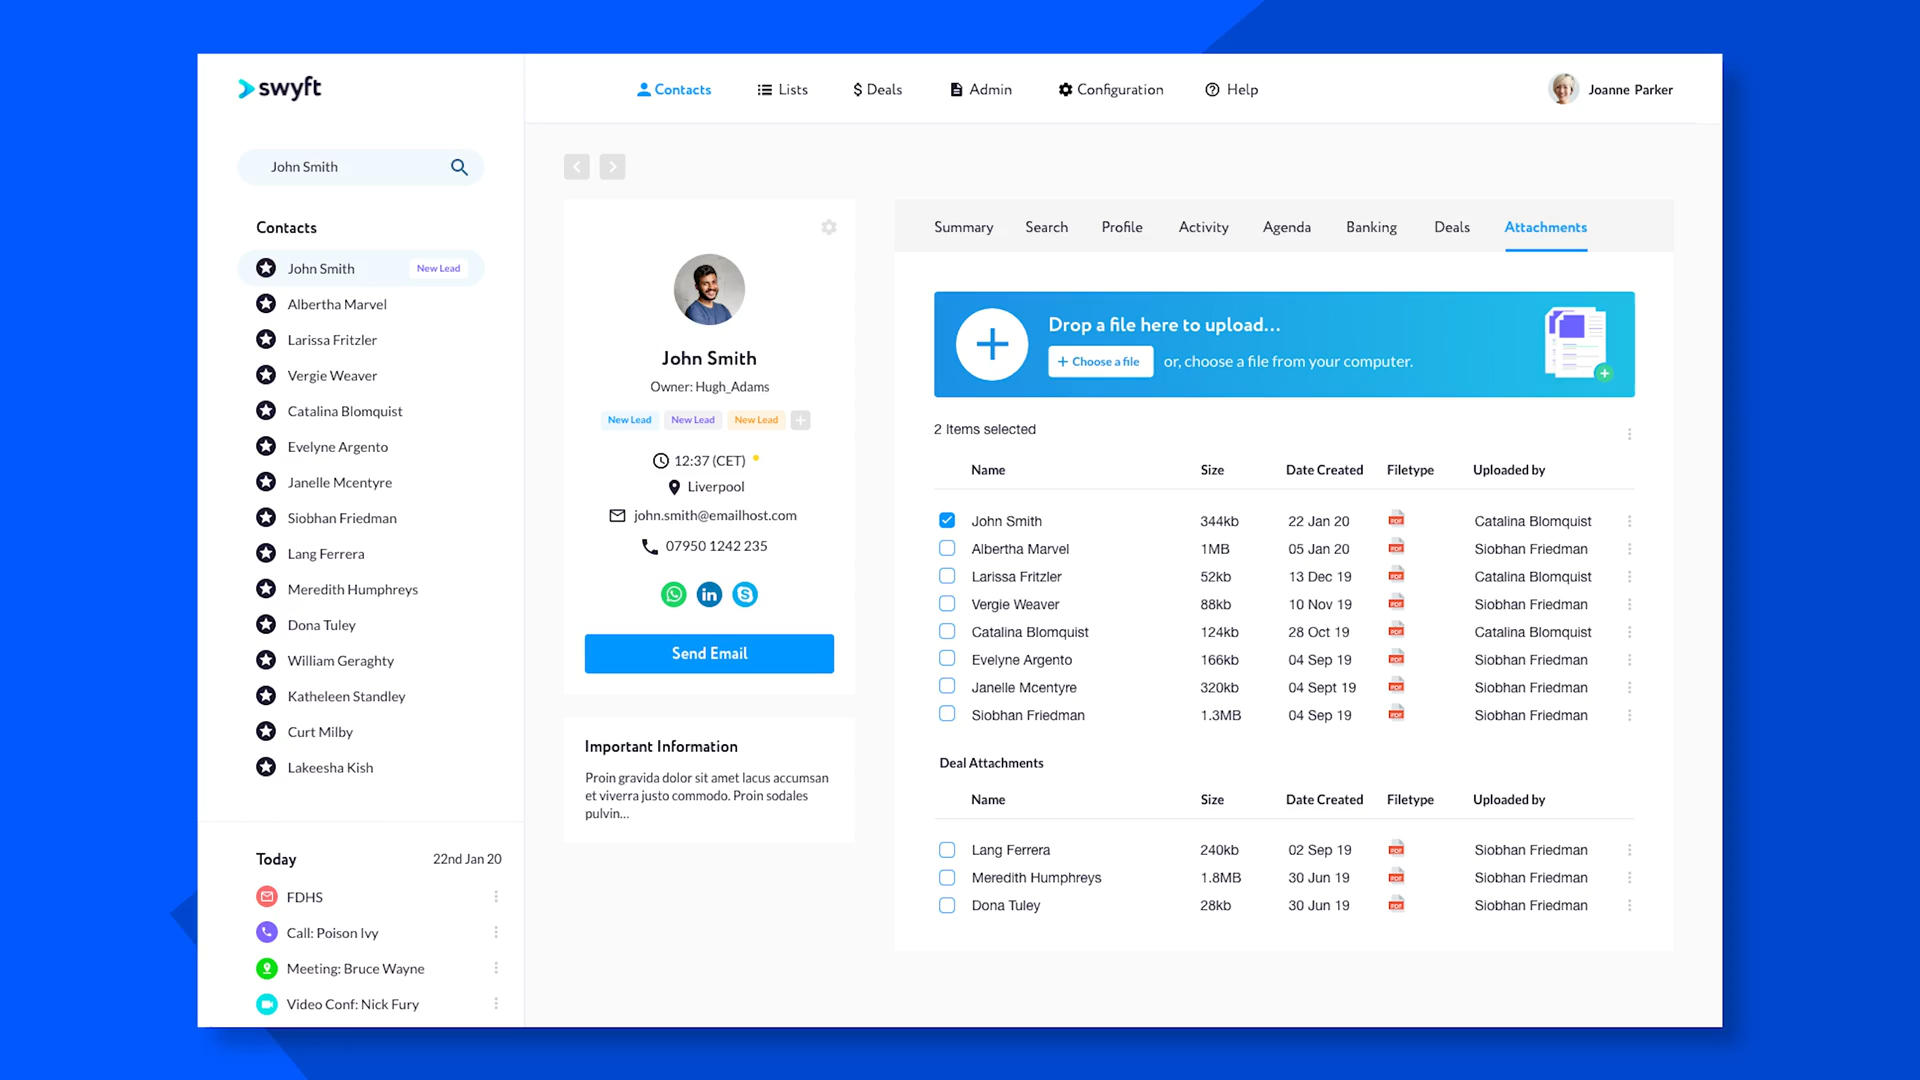 swyft
Contacts
Lists
$ Deals
Admin
Configuration
Help
Joanne Parker
John Smith
Contacts
John Smith New Lead
Albertha Marvel
Larissa Fritzler
Vergie Weaver
Catalina Blomquist
Evelyne Argento
Janelle Mcentyre
Siobhan Friedman
Lang Ferrera
Meredith Humphreys
Dona Tuley
William Geraghty
Katheleen Standley
Curt Milby
Lakeesha Kish
Today 22nd Jan 20
FDHS
Call: Poison Ivy
Meeting: Bruce Wayne
Video Conf: Nick Fury
John Smith
Owner: Hugh_Adams
New Lead New Lead New Lead +
12:37 (CET)
Liverpool
john.smith@emailhost.com
07950 1242 235
in S
Send Email
Important Information
Proin gravida dolor sit amet lacus accumsan
et viverra justo commodo. Proin sodales
pulvin...
Summary Search Profile Activity Agenda Banking Deals Attachments
Drop a file here to upload...
+ Choose a file or, choose a file from your computer.
2 Items selected
Name Size Date Created Filetype Uploaded by
John Smith 344kb 22 Jan 20 PDF Catalina Blomquist
Albertha Marvel 1MB 05 Jan 20 PDF Siobhan Friedman
Larissa Fritzler 52kb 13 Dec 19 PDF Catalina Blomquist
Vergie Weaver 88kb 10 Nov 19 PDF Siobhan Friedman
Catalina Blomquist 124kb 28 Oct 19 PDF Catalina Blomquist
Evelyne Argento 166kb 04 Sep 19 PDF Siobhan Friedman
Janelle Mcentyre 320kb 04 Sept 19 PDF Siobhan Friedman
Siobhan Friedman 1.3MB 04 Sep 19 PDF Siobhan Friedman
Deal Attachments
Name Size Date Created Filetype Uploaded by
Lang Ferrera 240kb 02 Sep 19 PDF Siobhan Friedman
Meredith Humphreys 1.8MB 30 Jun 19 PDF Siobhan Friedman
Dona Tuley 28kb 30 Jun 19 PDF Siobhan Friedman